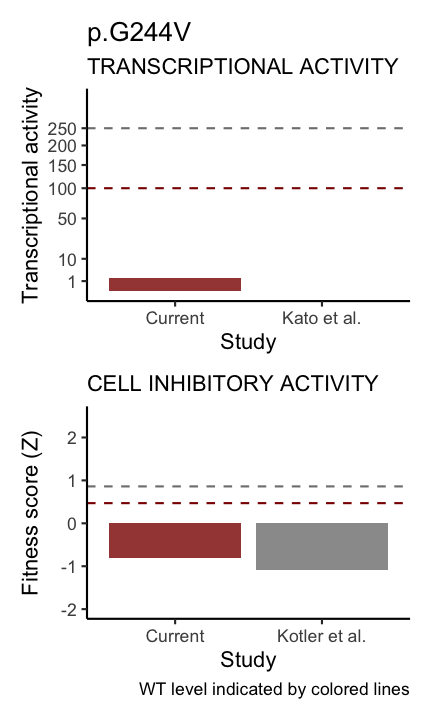 p.G244V
TRANSCRIPTIONAL ACTIVITY
Transcriptional activity
250
200
150
100
50
10
1
Current
Kato et al.
Study
CELL INHIBITORY ACTIVITY
Fitness score (Z)
2
1
0
-1
-2
Current
Kotler et al.
Study
WT level indicated by colored lines